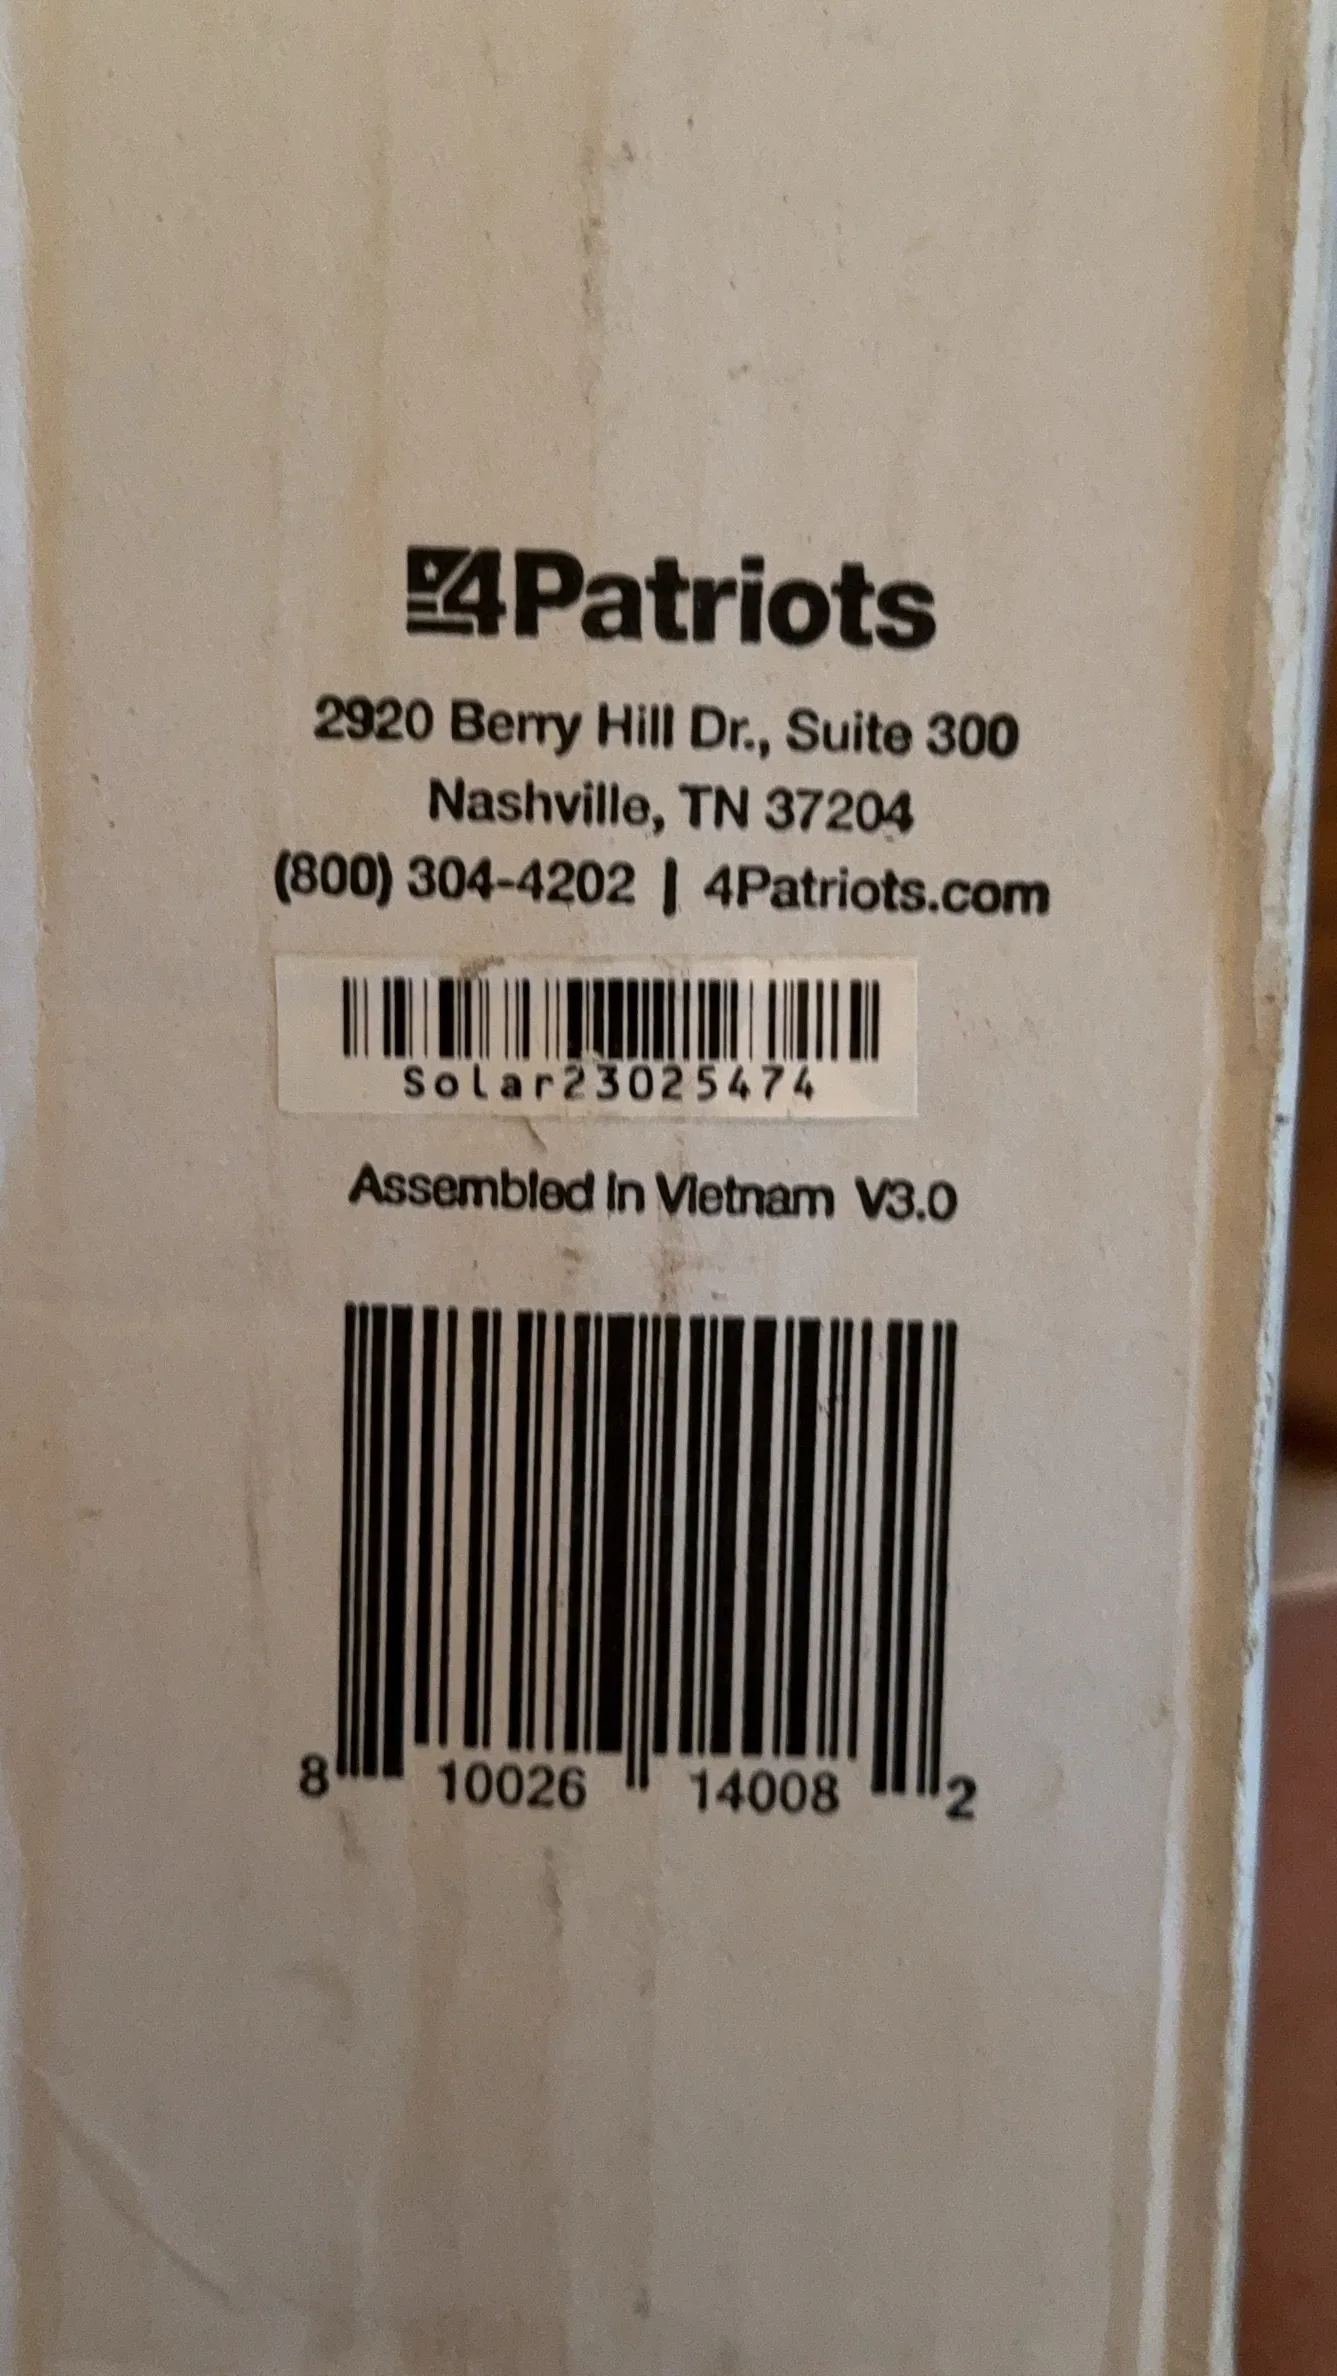 4Patriots
2920 Berry Hill Dr., Suite 300
Nashville, TN 37204
(800) 304-4202 | 4Patriots.com
Solar23025474
Assembled In Vietnam V3.0
8 10026 14008 2